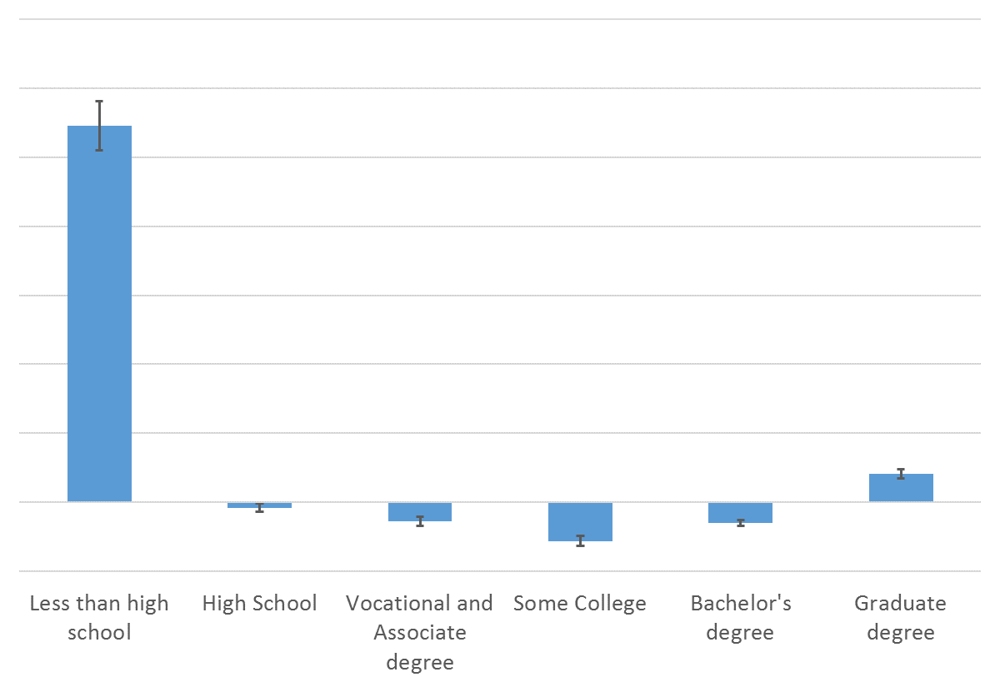 Less than high
school
High School
Vocational and
Associate
degree
Some College
Bachelor's
degree
Graduate
degree